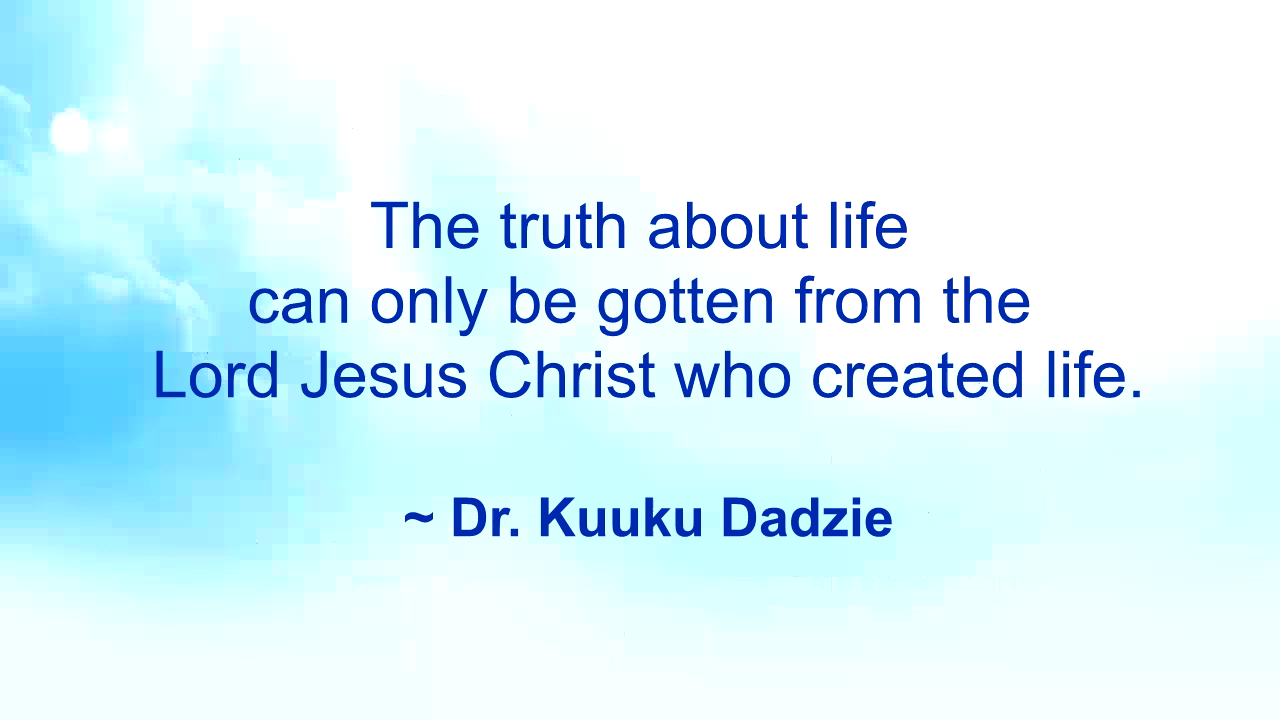 The truth about life
can only be gotten from the
Lord Jesus Christ who created life.
~ Dr. Kuuku Dadzie